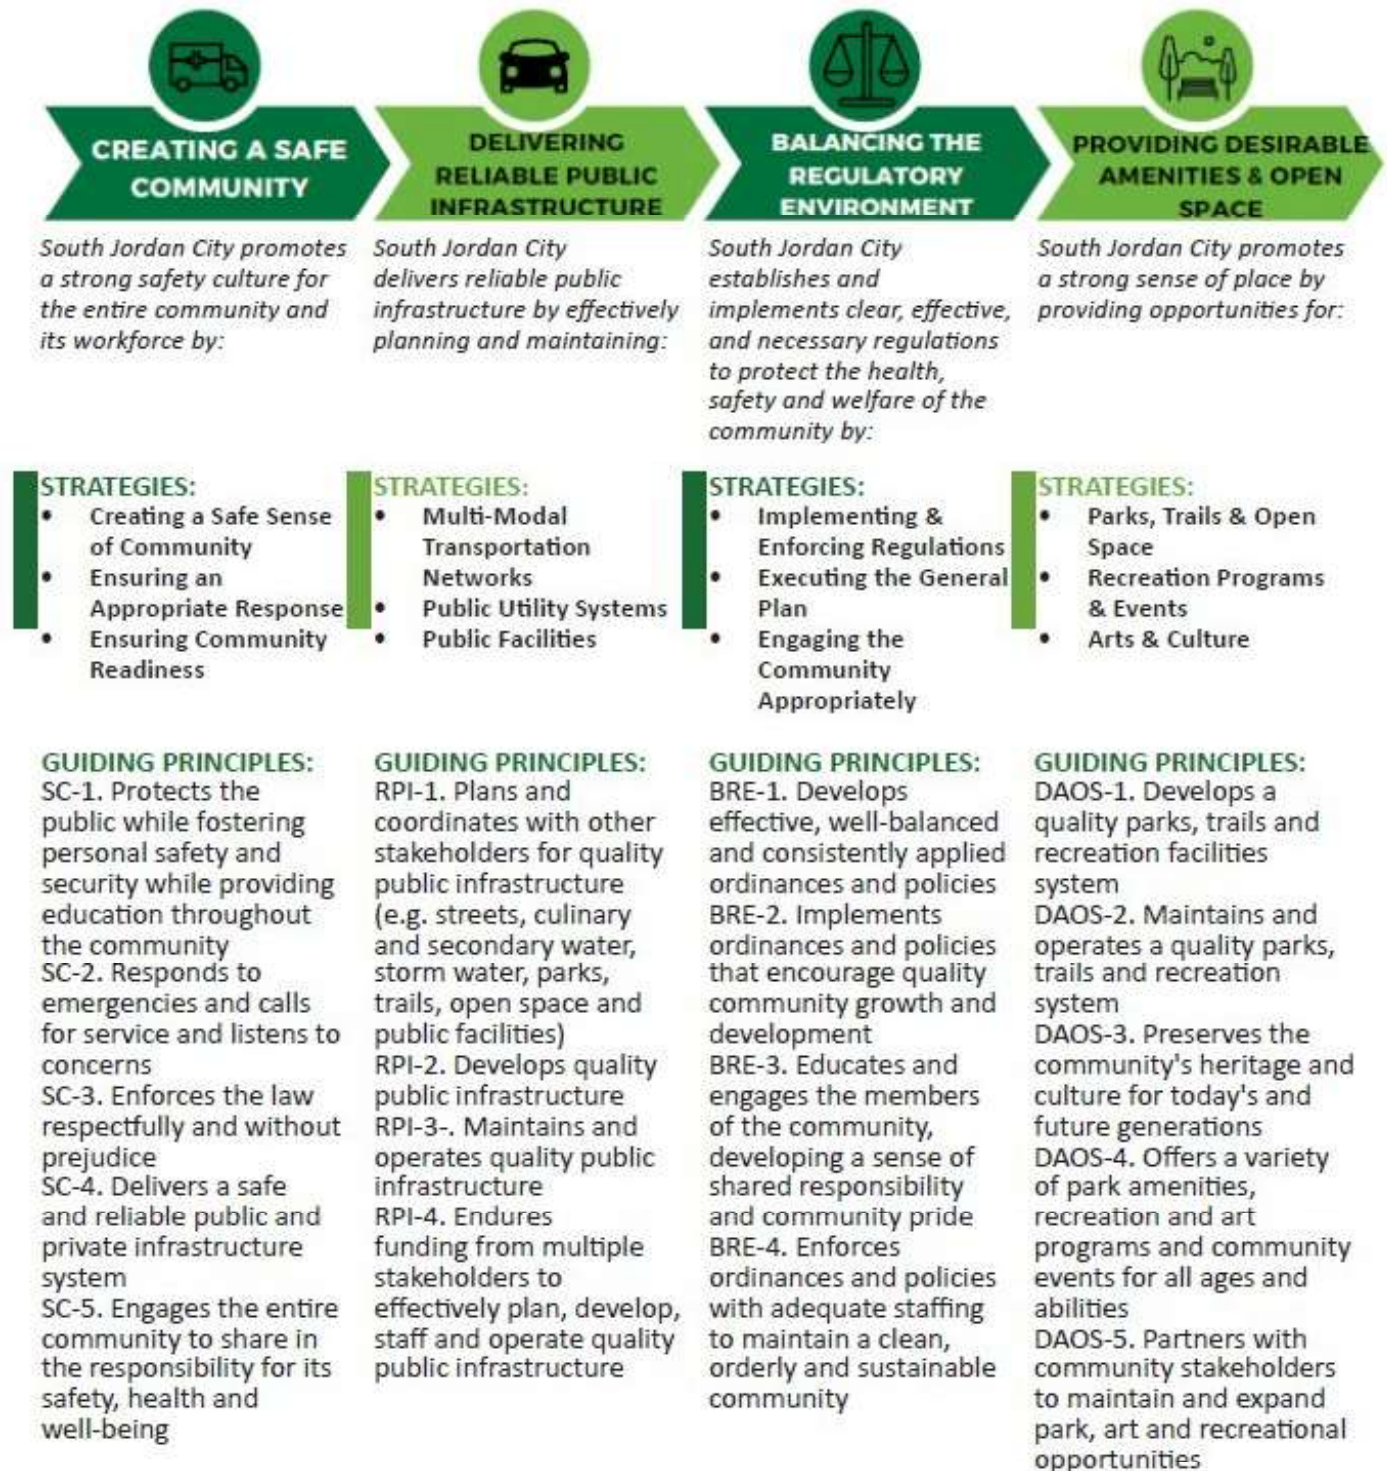 CREATING A SAFE
COMMUNITY
South Jordan City promotes
a strong safety culture for
the entire community and
its workforce by:
STRATEGIES:
• Creating a Safe Sense
of Community
• Ensuring an
Appropriate Response
• Ensuring Community
Readiness
GUIDING PRINCIPLES:
SC-1. Protects the
public while fostering
personal safety and
security while providing
education throughout
the community
SC-2. Responds to
emergencies and calls
for service and listens to
concerns
SC-3. Enforces the law
respectfully and without
prejudice
SC-4. Delivers a safe
and reliable public and
private infrastructure
system
SC-5. Engages the entire
community to share in
the responsibility for its
safety, health and
well-being
DELIVERING
RELIABLE PUBLIC
INFRASTRUCTURE
South Jordan City
delivers reliable public
infrastructure by effectively
planning and maintaining:
STRATEGIES:
• Multi-Modal
Transportation
Networks
• Public Utility Systems
• Public Facilities
GUIDING PRINCIPLES:
RPI-1. Plans and
coordinates with other
stakeholders for quality
public infrastructure
(e.g. streets, culinary
and secondary water,
storm water, parks,
trails, open space and
public facilities)
RPI-2. Develops quality
public infrastructure
RPI-3-. Maintains and
operates quality public
infrastructure
RPI-4. Endures
funding from multiple
stakeholders to
effectively plan, develop,
staff and operate quality
public infrastructure
BALANCING THE
REGULATORY
ENVIRONMENT
South Jordan City
establishes and
implements clear, effective,
and necessary regulations
to protect the health,
safety and welfare of the
community by:
STRATEGIES:
• Implementing &
Enforcing Regulations
• Executing the General
Plan
• Engaging the
Community
Appropriately
GUIDING PRINCIPLES:
BRE-1. Develops
effective, well-balanced
and consistently applied
ordinances and policies
BRE-2. Implements
ordinances and policies
that encourage quality
community growth and
development
BRE-3. Educates and
engages the members
of the community,
developing a sense of
shared responsibility
and community pride
BRE-4. Enforces
ordinances and policies
with adequate staffing
to maintain a clean,
orderly and sustainable
community
PROVIDING DESIRABLE
AMENITIES & OPEN
SPACE
South Jordan City promotes
a strong sense of place by
providing opportunities for:
STRATEGIES:
• Parks, Trails & Open
Space
• Recreation Programs
& Events
• Arts & Culture
GUIDING PRINCIPLES:
DAOS-1. Develops a
quality parks, trails and
recreation facilities
system
DAOS-2. Maintains and
operates a quality parks,
trails and recreation
system
DAOS-3. Preserves the
community's heritage and
culture for today's and
future generations
DAOS-4. Offers a variety
of park amenities,
recreation and art
programs and community
events for all ages and
abilities
DAOS-5. Partners with
community stakeholders
to maintain and expand
park, art and recreational
opportunities